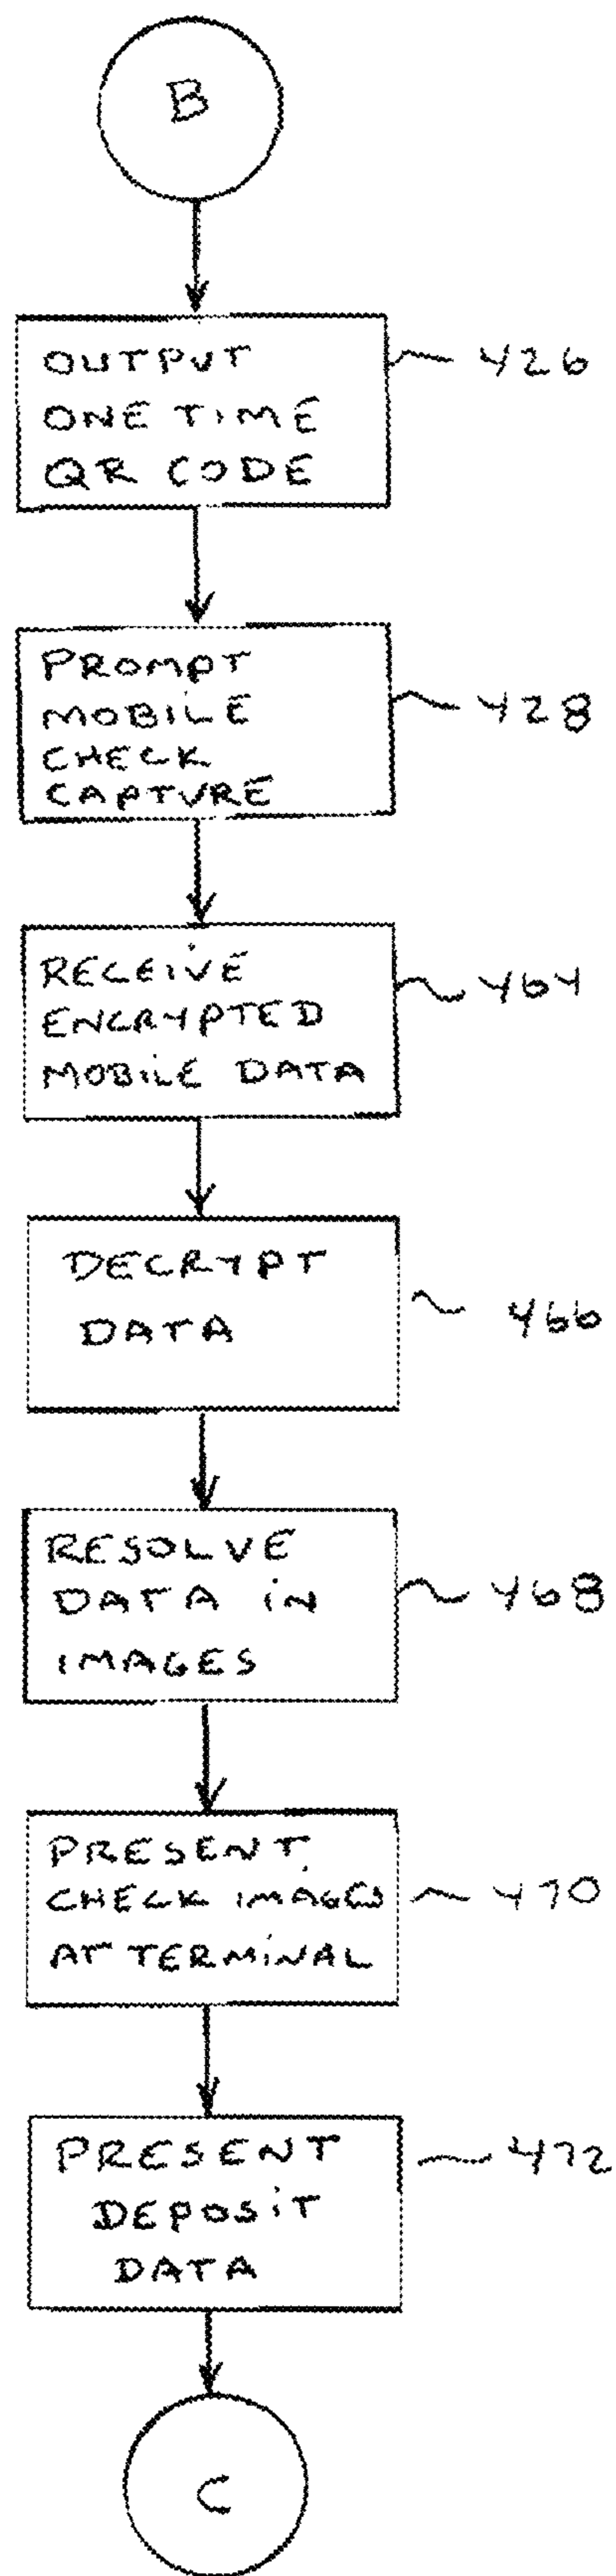 B
OUTPUT
ONE TIME
QR CODE
426
PROMPT
MOBILE
CHECK
CAPTURE
428
RECEIVE
ENCRYPTED
MOBILE DATA
464
DECRYPT
DATA
466
RESOLVE
DATA IN
IMAGES
468
PRESENT
CHECK IMAGES
AT TERMINAL
470
PRESENT
DEPOSIT
DATA
472
C